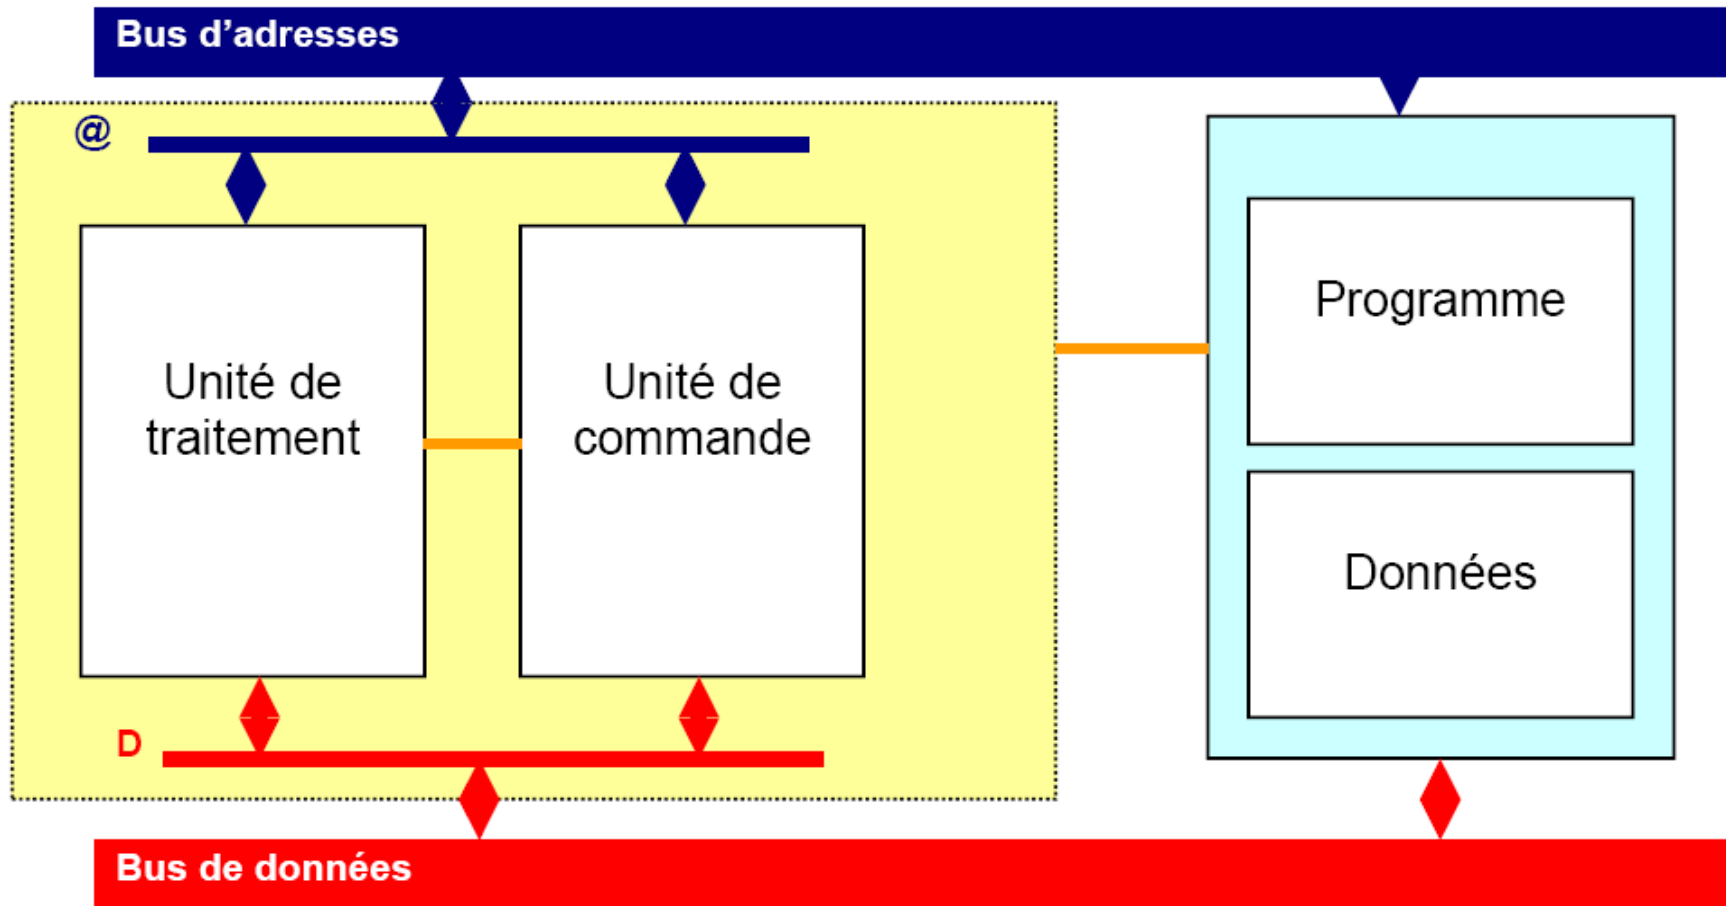 Bus d’adresses
@
Unité de
traitement
Unité de
commande
Programme
Données
D
Bus de données